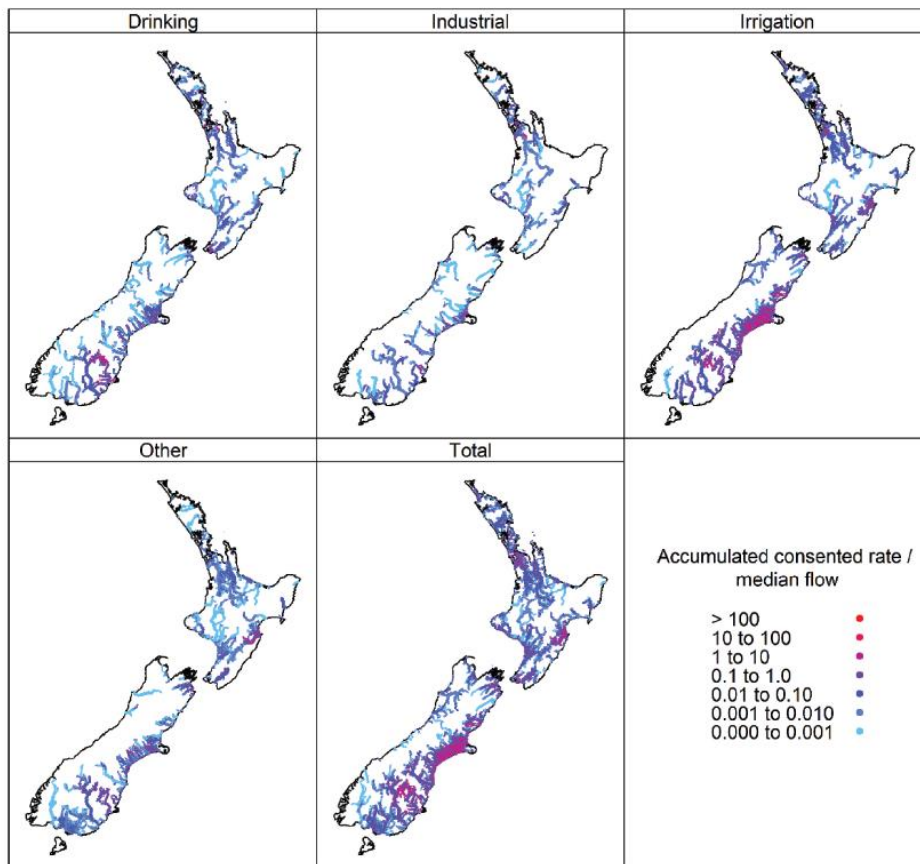 Drinking
Industrial
Irrigation
Other
Total
Accumulated consented rate /
median flow
> 100
10 to 100
1 to 10
0.1 to 1.0
0.01 to 0.10
0.001 to 0.010
0.000 to 0.001